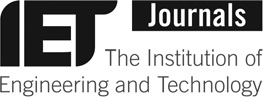 IET Journals
The Institution of
Engineering and Technology